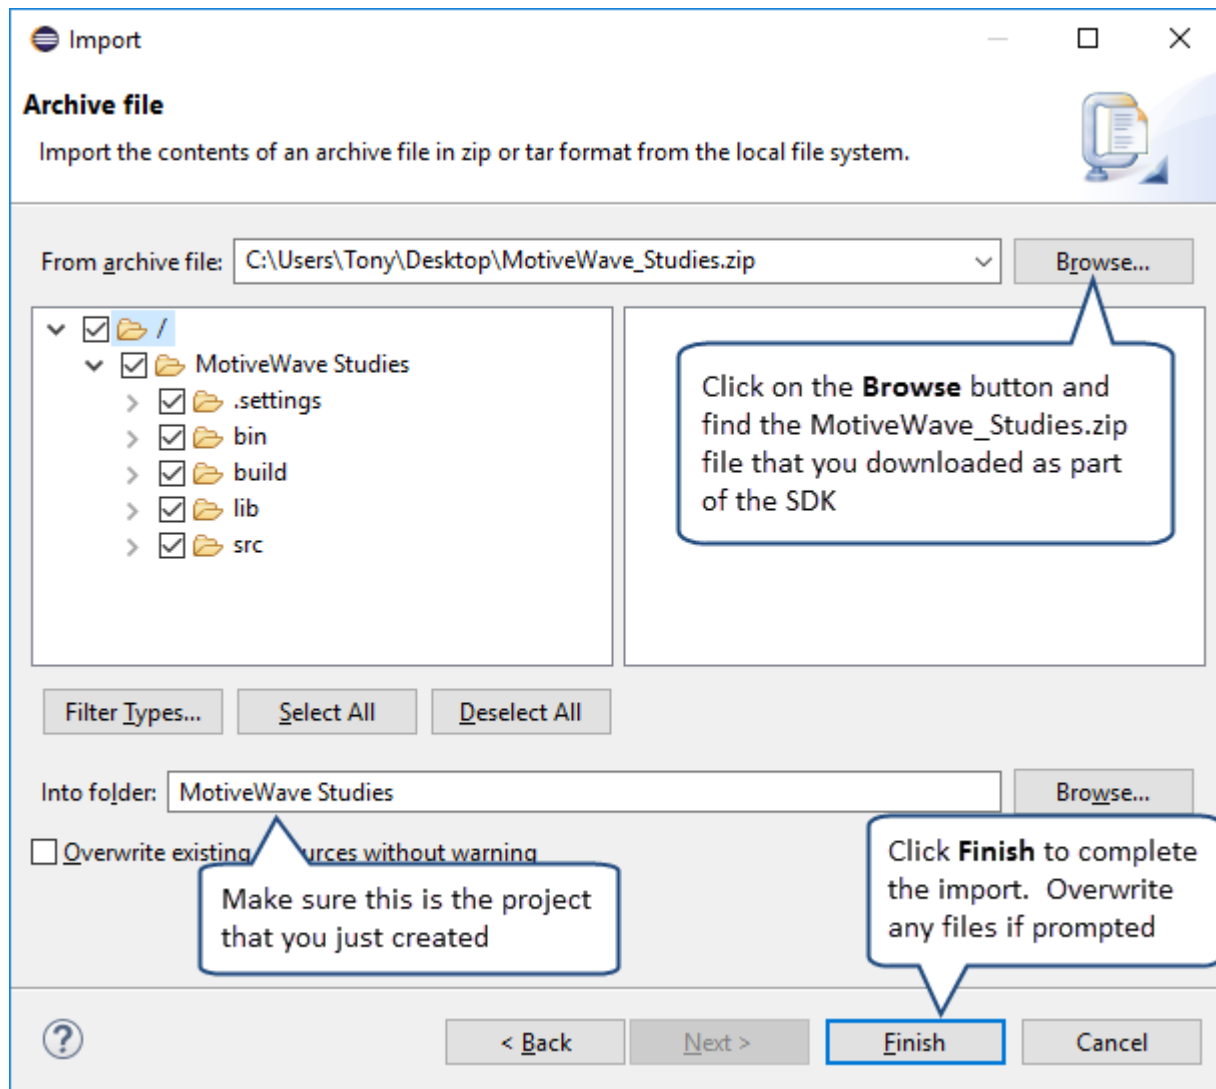 Import
Archive file
Import the contents of an archive file in zip or tar format from the local file system.
From archive file: C:\Users\Tony\Desktop\MotiveWave_Studies.zip Browse...
/
MotiveWave Studies
.settings
bin
build
lib
src
Click on the Browse button and
find the MotiveWave_Studies.zip
file that you downloaded as part
of the SDK
Filter Types... Select All Deselect All
Into folder: MotiveWave Studies Browse...
Overwrite existing urces without warning
Make sure this is the project
that you just created
Click Finish to complete
the import. Overwrite
any files if prompted
? < Back Next > Finish Cancel